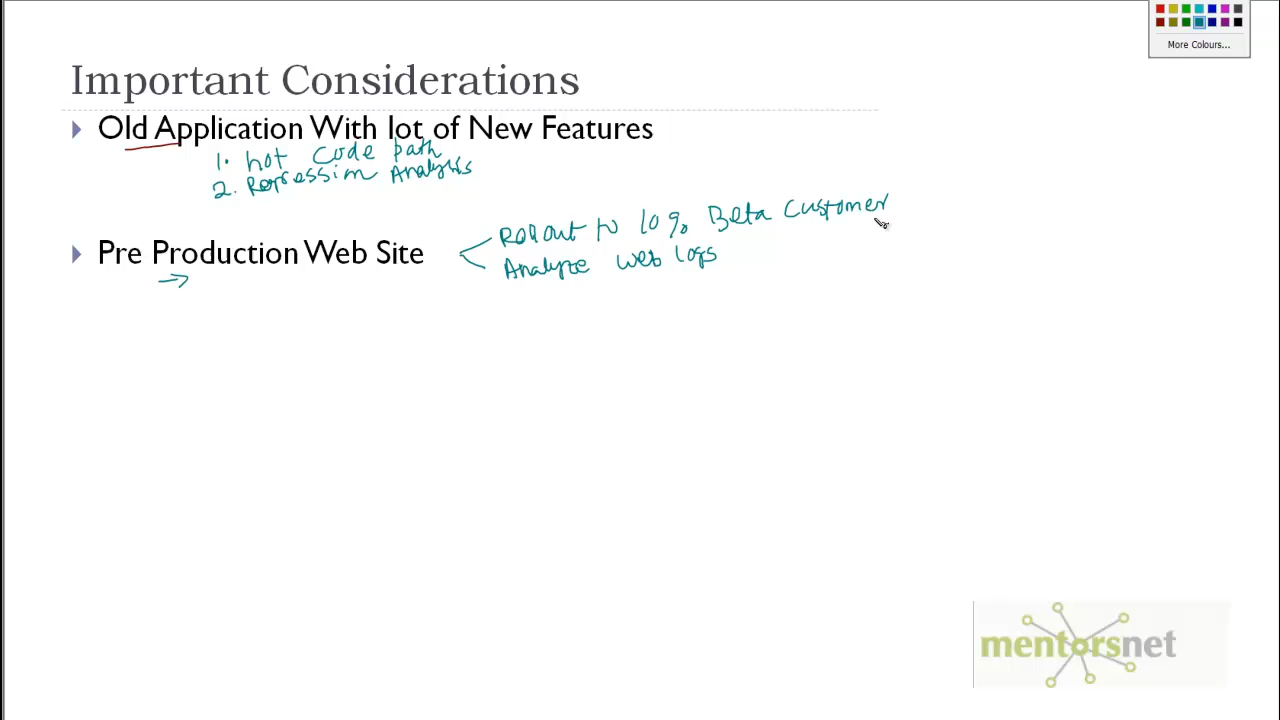 More Colours...
Important Considerations
Old Application With lot of New Features
1. hot Code path
2. Regression Analysis
Rollout to 10% Beta Customer
Pre Production Web Site
Analyze web logs
mentorsnet